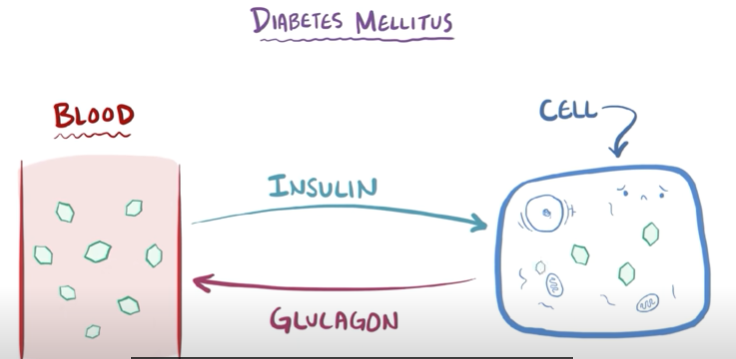 DIABETES MELLITUS
BLOOD
CELL
INSULIN
GLUCAGON